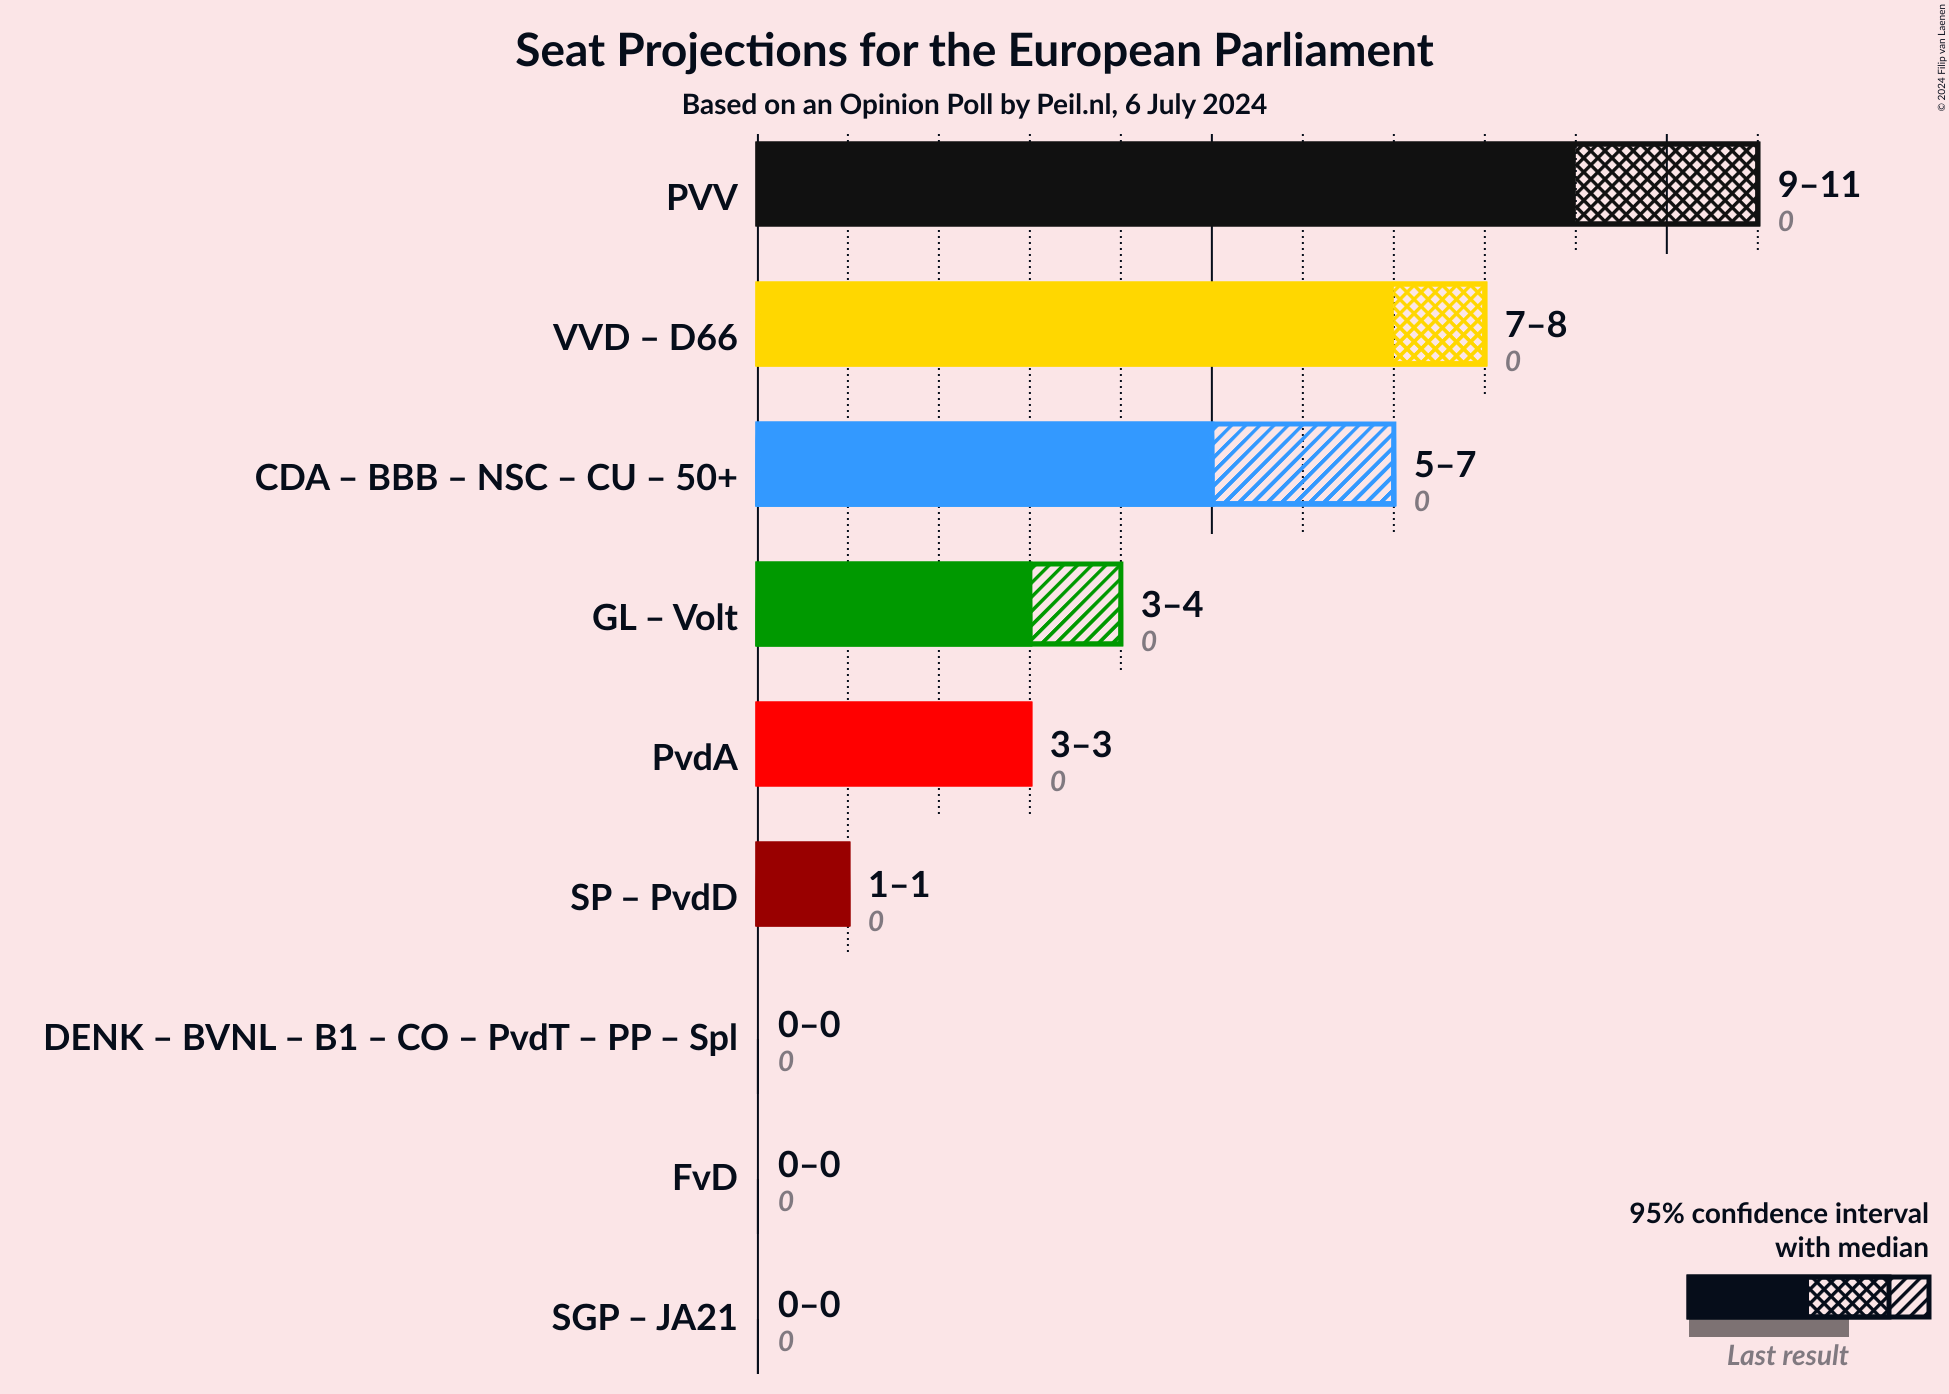 Seat Projections for the European Parliament
Based on an Opinion Poll by Peil.nl, 6 July 2024
© 2024 Filip van Laenen
PVV
9–11
0
VVD – D66
7–8
0
CDA – BBB – NSC – CU – 50+
5–7
0
GL – Volt
3–4
0
PvdA
3–3
0
SP – PvdD
1–1
0
DENK – BVNL – B1 – CO – PvdT – PP – Spl
0–0
0
FvD
0–0
0
SGP – JA21
0–0
0
95% confidence interval
with median
Last result